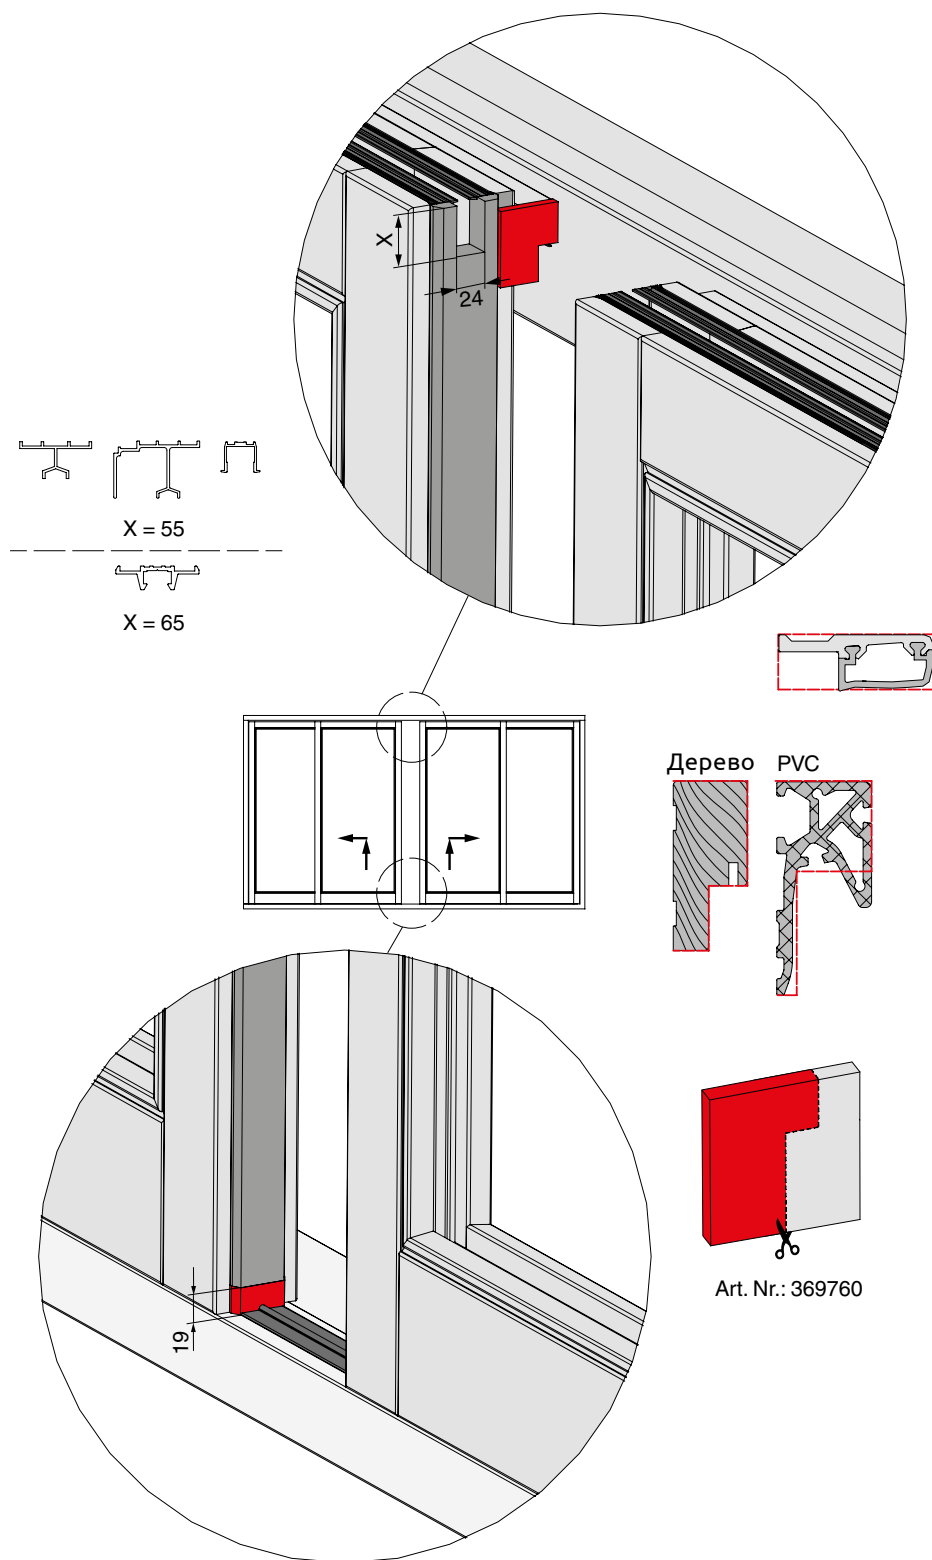 X
24
X = 55
X = 65
Дерево PVC
19
Art. Nr.: 369760